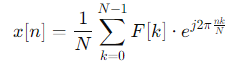 x[n] = \frac{1}{N} \sum_{k=0}^{N-1} F[k] \cdot e^{j2\pi \frac{nk}{N}}